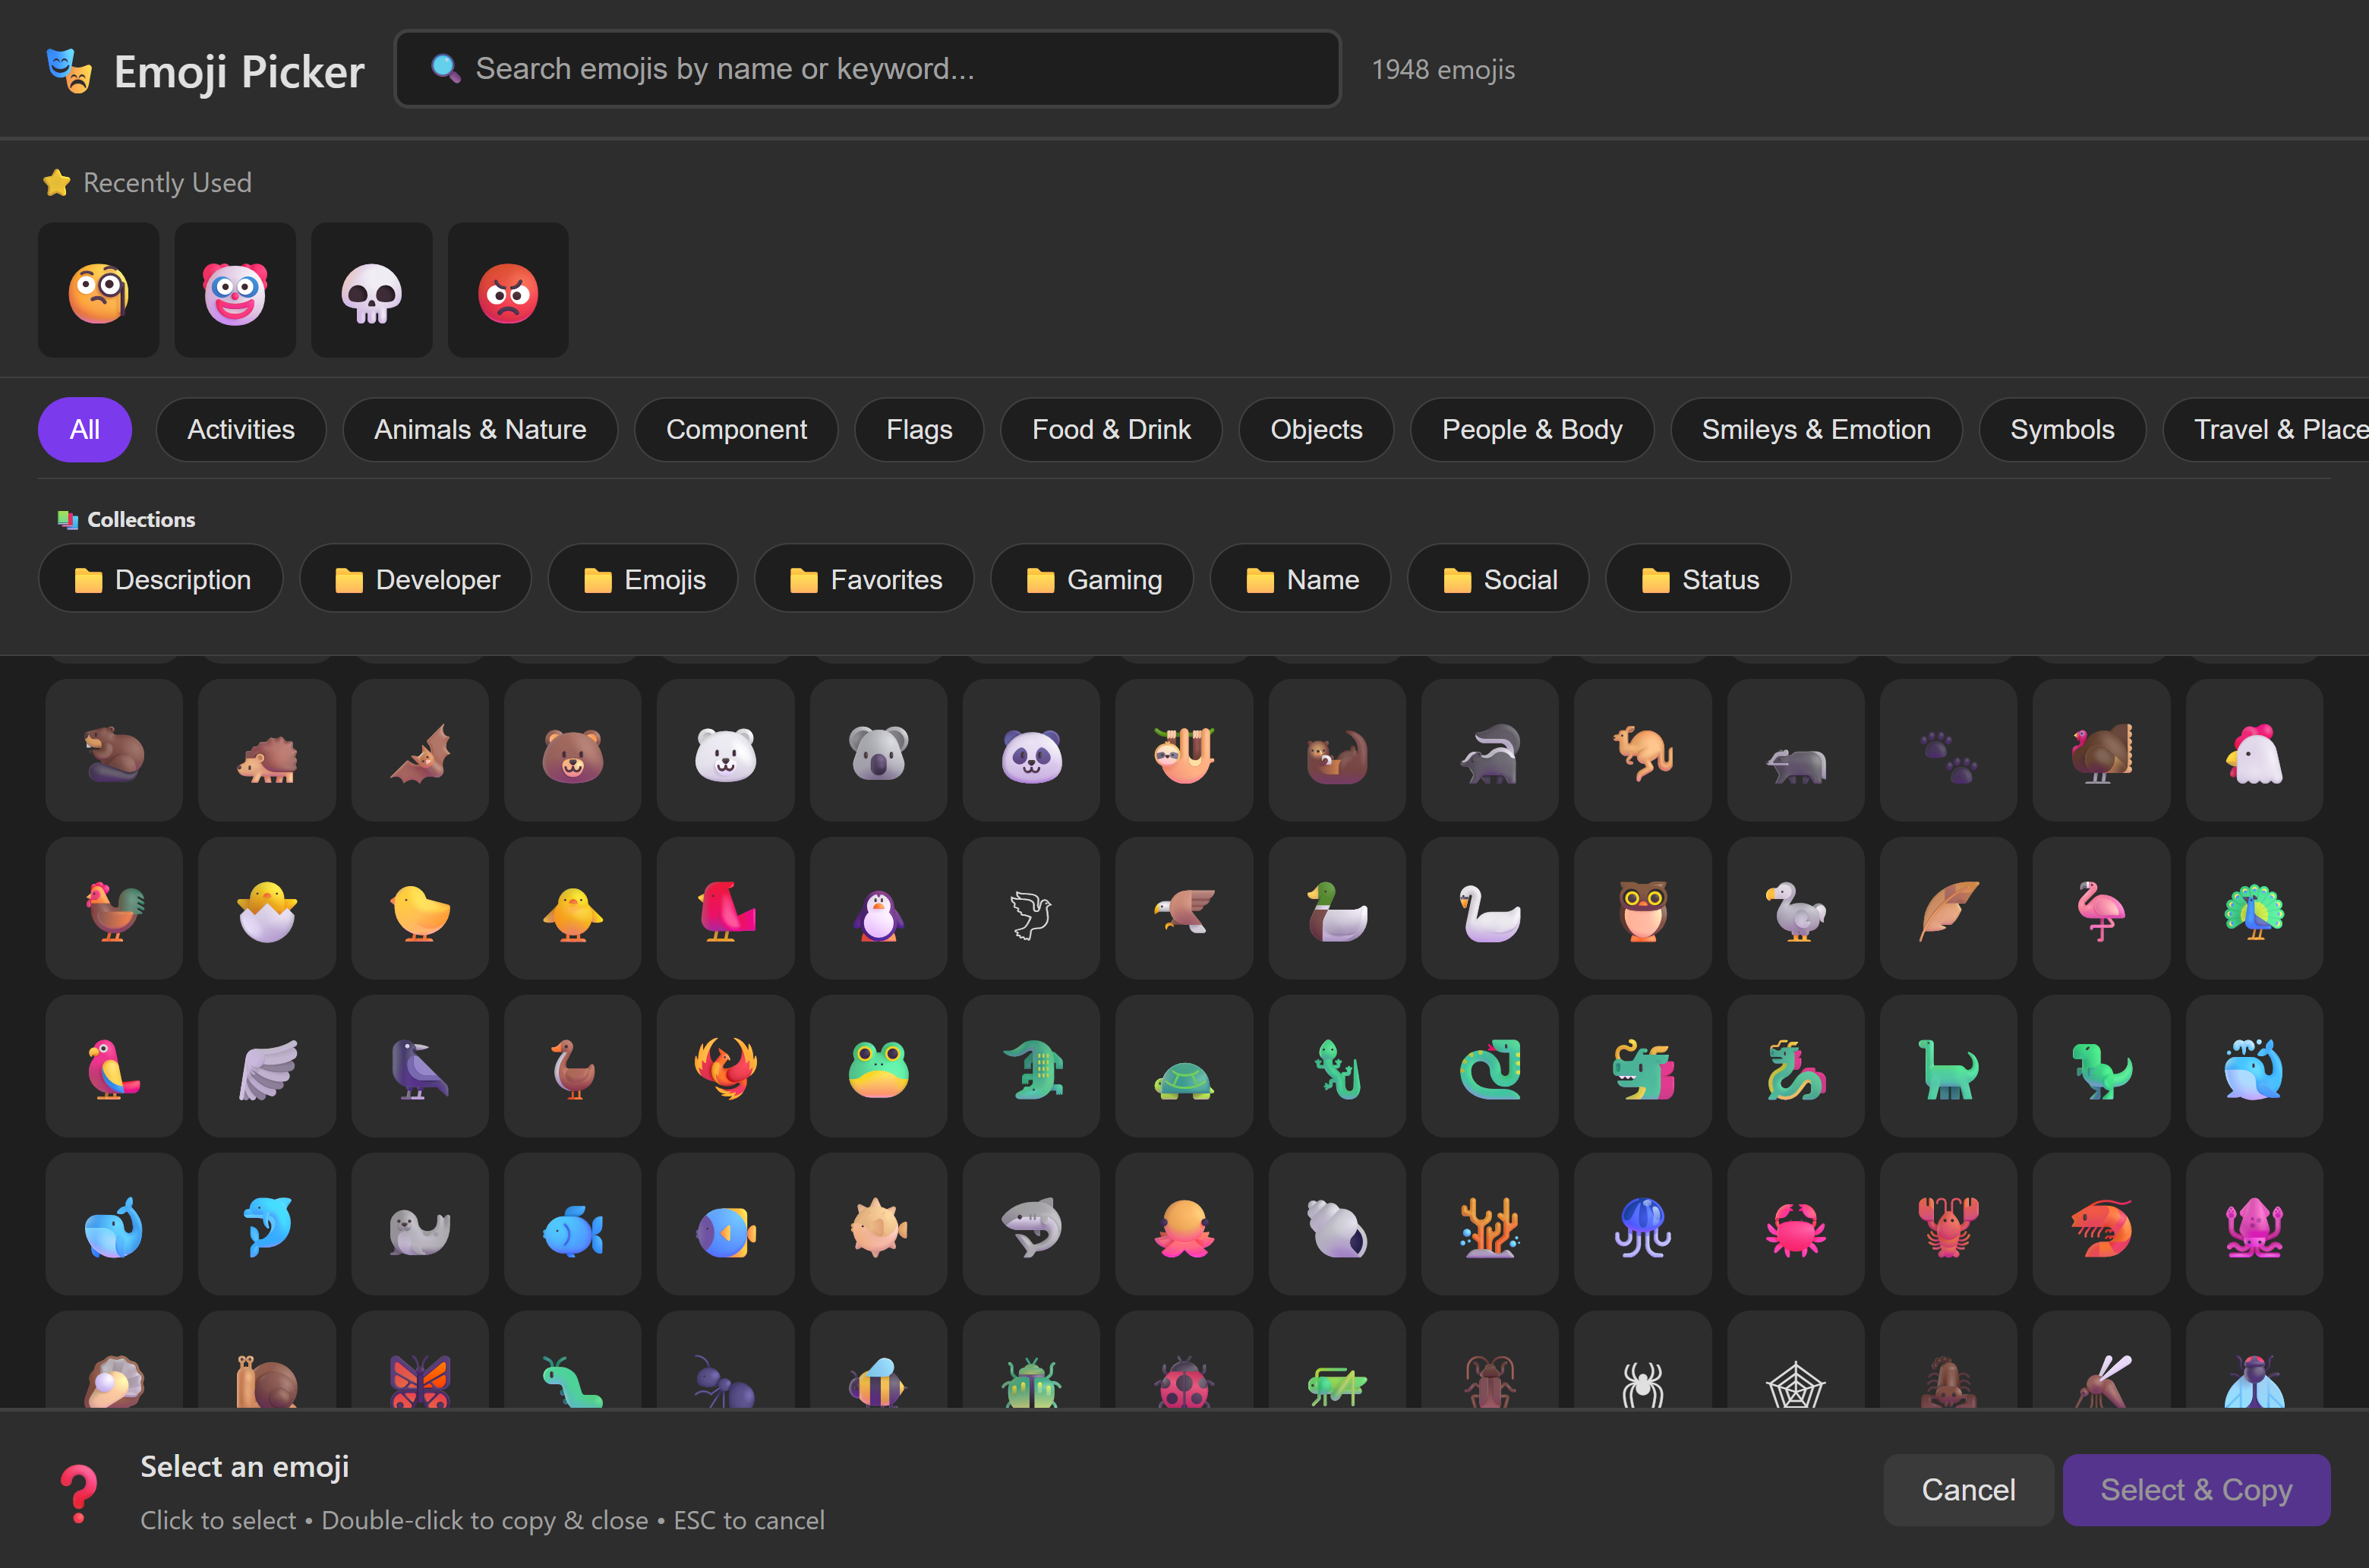 Emoji Picker
Search emojis by name or keyword...
1948 emojis
Recently Used
All
Activities
Animals & Nature
Component
Flags
Food & Drink
Objects
People & Body
Smileys & Emotion
Symbols
Travel & Place
Collections
Description
Developer
Emojis
Favorites
Gaming
Name
Social
Status
Select an emoji
Click to select • Double-click to copy & close • ESC to cancel
Cancel
Select & Copy